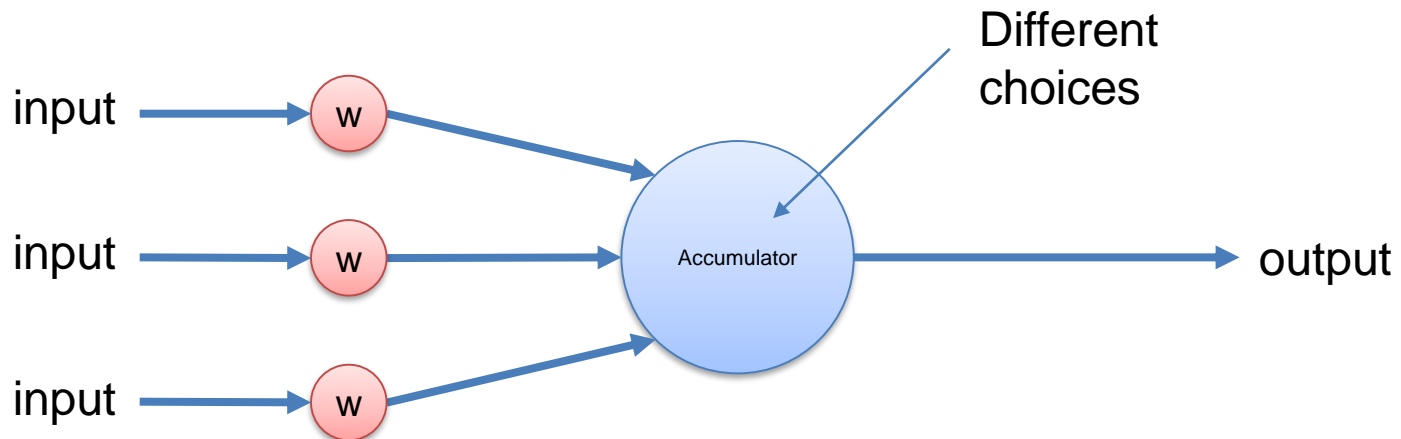 Different
choices
input
w
input
w
Accumulator
output
input
w